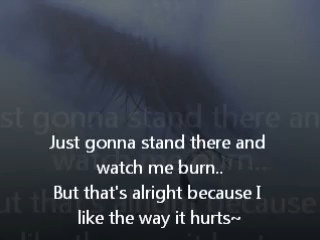 Just gonna stand there and
watch me burn..
But that's alright because I
like the way it hurts~